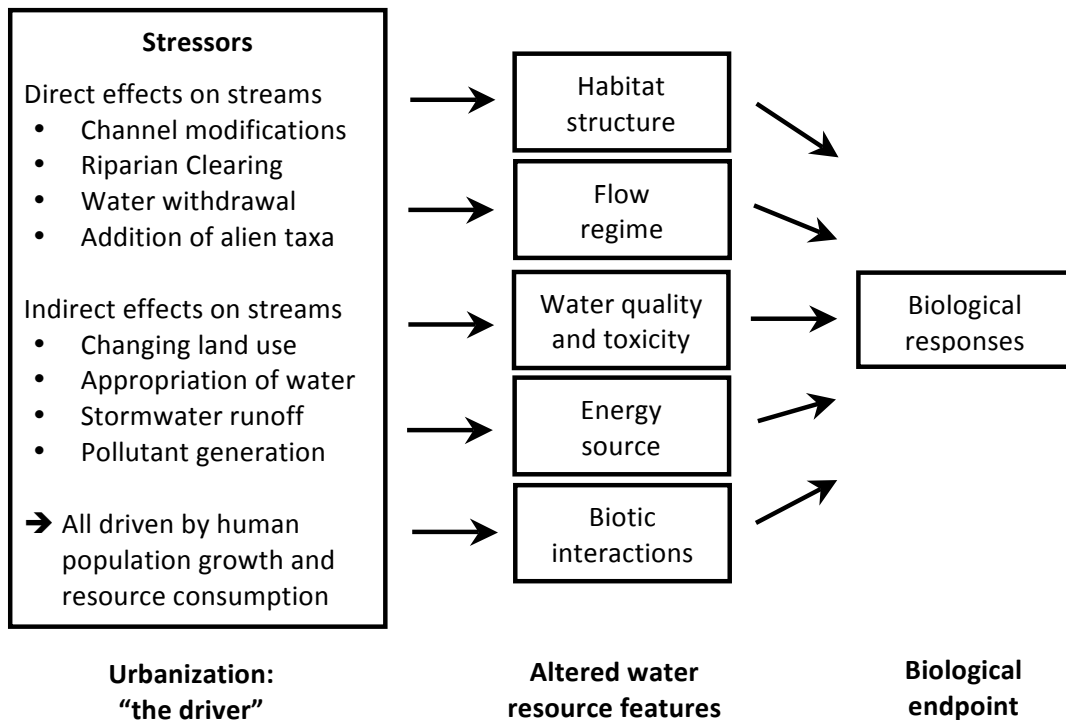 Stressors
Direct effects on streams
• Channel modifications
• Riparian Clearing
• Water withdrawal
• Addition of alien taxa
Indirect effects on streams
• Changing land use
• Appropriation of water
• Stormwater runoff
• Pollutant generation
➔ All driven by human
population growth and
resource consumption
Urbanization:
“the driver”
Habitat
structure
Flow
regime
Water quality
and toxicity
Energy
source
Biotic
interactions
Altered water
resource features
Biological
responses
Biological
endpoint